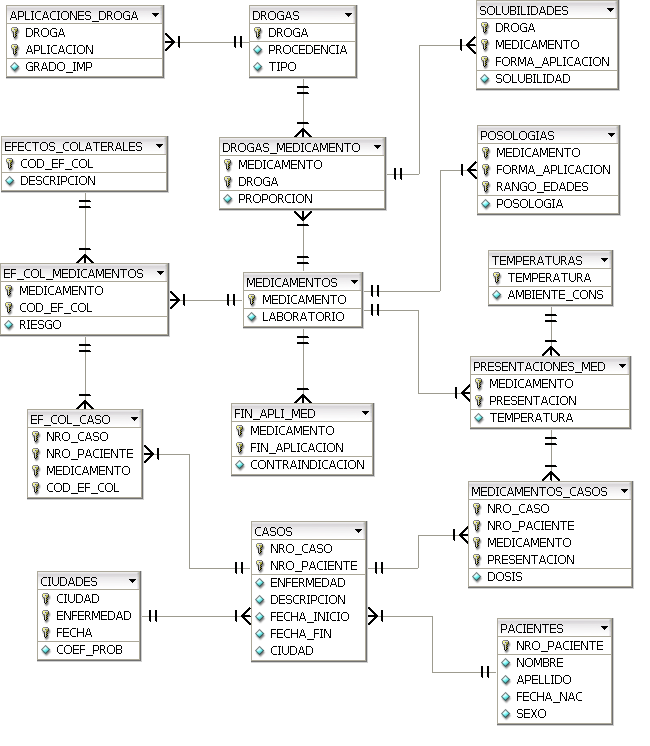 APLICACIONES_DROGA
DROGA
APLICACION
GRADO_IMP
DROGAS
DROGA
PROCEDENCIA
TIPO
SOLUBILIDADES
DROGA
MEDICAMENTO
FORMA_APLICACION
SOLUBILIDAD
EFECTOS_COLATERALES
COD_EF_COL
DESCRIPCION
DROGAS_MEDICAMENTO
MEDICAMENTO
DROGA
PROPORCION
POSOLOGIAS
MEDICAMENTO
FORMA_APLICACION
RANGO_EDADES
POSOLOGIA
EF_COL_MEDICAMENTOS
MEDICAMENTO
COD_EF_COL
RIESGO
MEDICAMENTOS
MEDICAMENTO
LABORATORIO
TEMPERATURAS
TEMPERATURA
AMBIENTE_CONS
PRESENTACIONES_MED
MEDICAMENTO
PRESENTACION
TEMPERATURA
EF_COL_CASO
NRO_CASO
NRO_PACIENTE
MEDICAMENTO
COD_EF_COL
FIN_APLI_MED
MEDICAMENTO
FIN_APLICACION
CONTRAINDICACION
MEDICAMENTOS_CASOS
NRO_CASO
NRO_PACIENTE
MEDICAMENTO
PRESENTACION
DOSIS
CASOS
NRO_CASO
NRO_PACIENTE
ENFERMEDAD
DESCRIPCION
FECHA_INICIO
FECHA_FIN
CIUDAD
CIUDADES
CIUDAD
ENFERMEDAD
FECHA
COEF_PROB
PACIENTES
NRO_PACIENTE
NOMBRE
APELLIDO
FECHA_NAC
SEXO